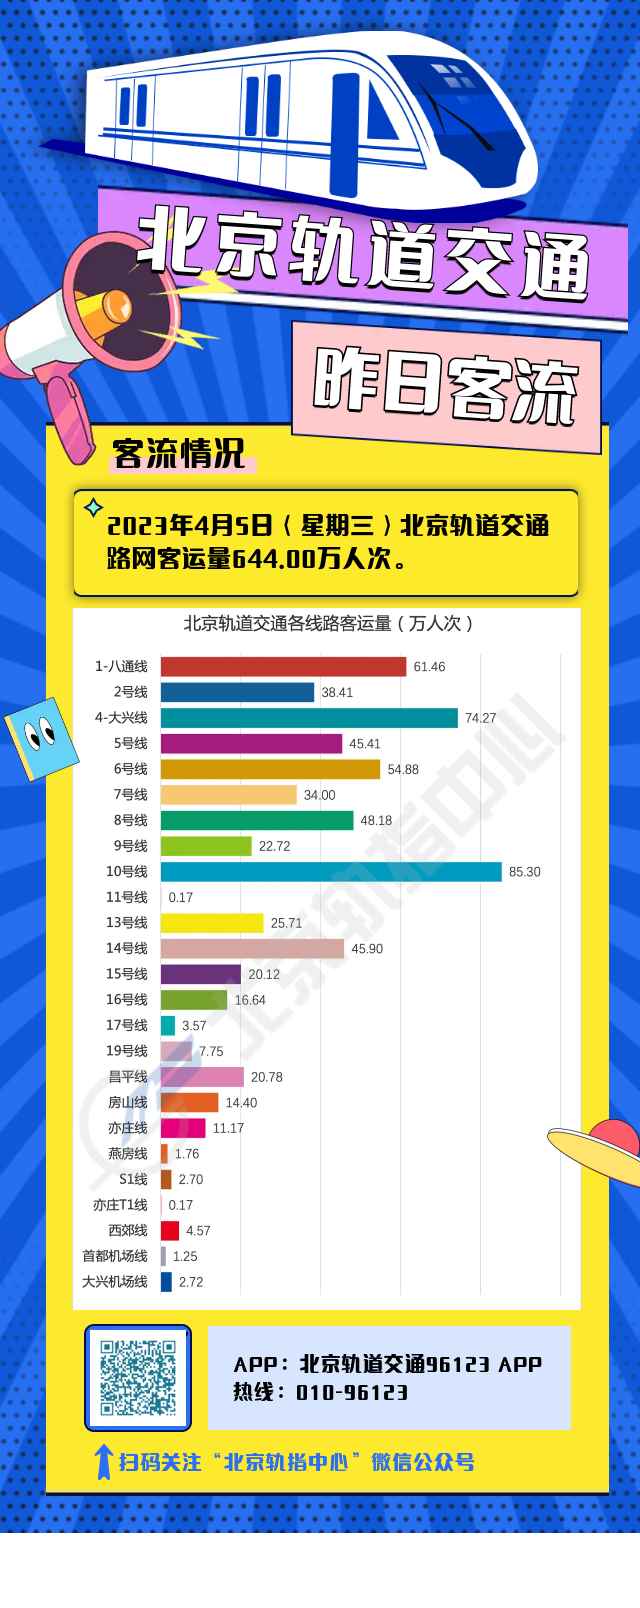 北京轨道交通
昨日客流
客流情况
2023年4月5日（星期三）北京轨道交通
路网客运量644.00万人次。
北京轨道交通各线路客运量（万人次）
1-八通线 61.46
2号线 38.41
4-大兴线 74.27
5号线 45.41
6号线 54.88
7号线 34.00
8号线 48.18
9号线 22.72
10号线 85.30
11号线 0.17
13号线 25.71
14号线 45.90
15号线 20.12
16号线 16.64
17号线 3.57
19号线 7.75
昌平线 20.78
房山线 14.40
亦庄线 11.17
燕房线 1.76
S1线 2.70
亦庄T1线 0.17
西郊线 4.57
首都机场线 1.25
大兴机场线 2.72
北京轨指中心
APP：北京轨道交通96123 APP
热线：010-96123
扫码关注“北京轨指中心”微信公众号